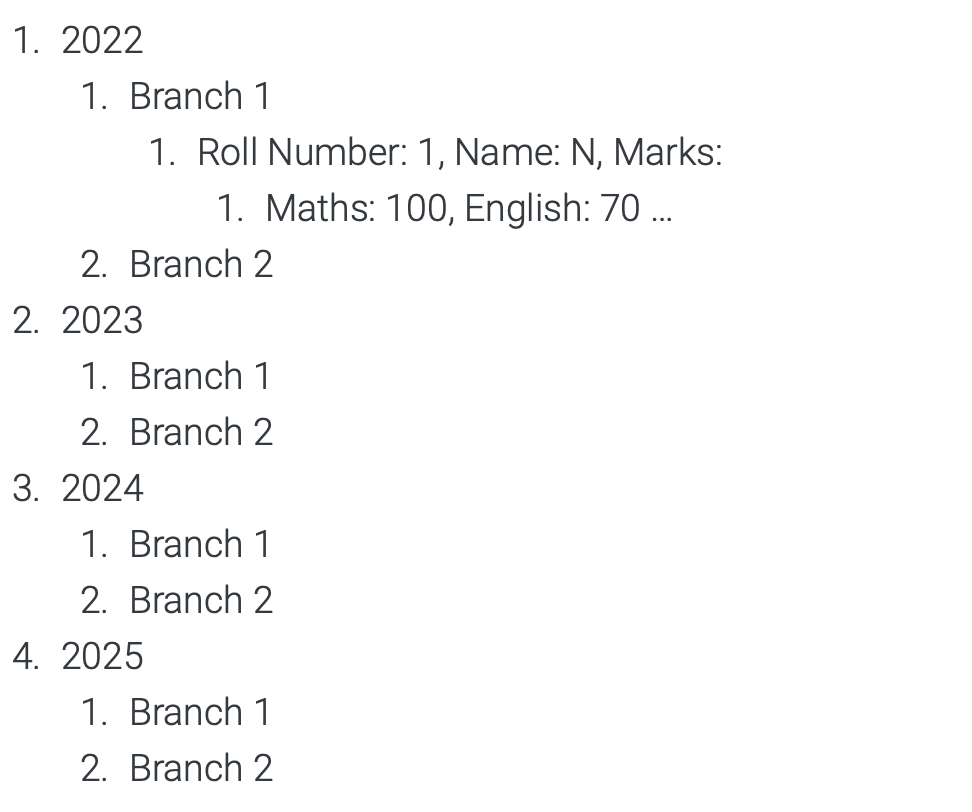 1. 2022
1. Branch 1
1. Roll Number: 1, Name: N, Marks:
1. Maths: 100, English: 70 ...
2. Branch 2
2. 2023
1. Branch 1
2. Branch 2
3. 2024
1. Branch 1
2. Branch 2
4. 2025
1. Branch 1
2. Branch 2